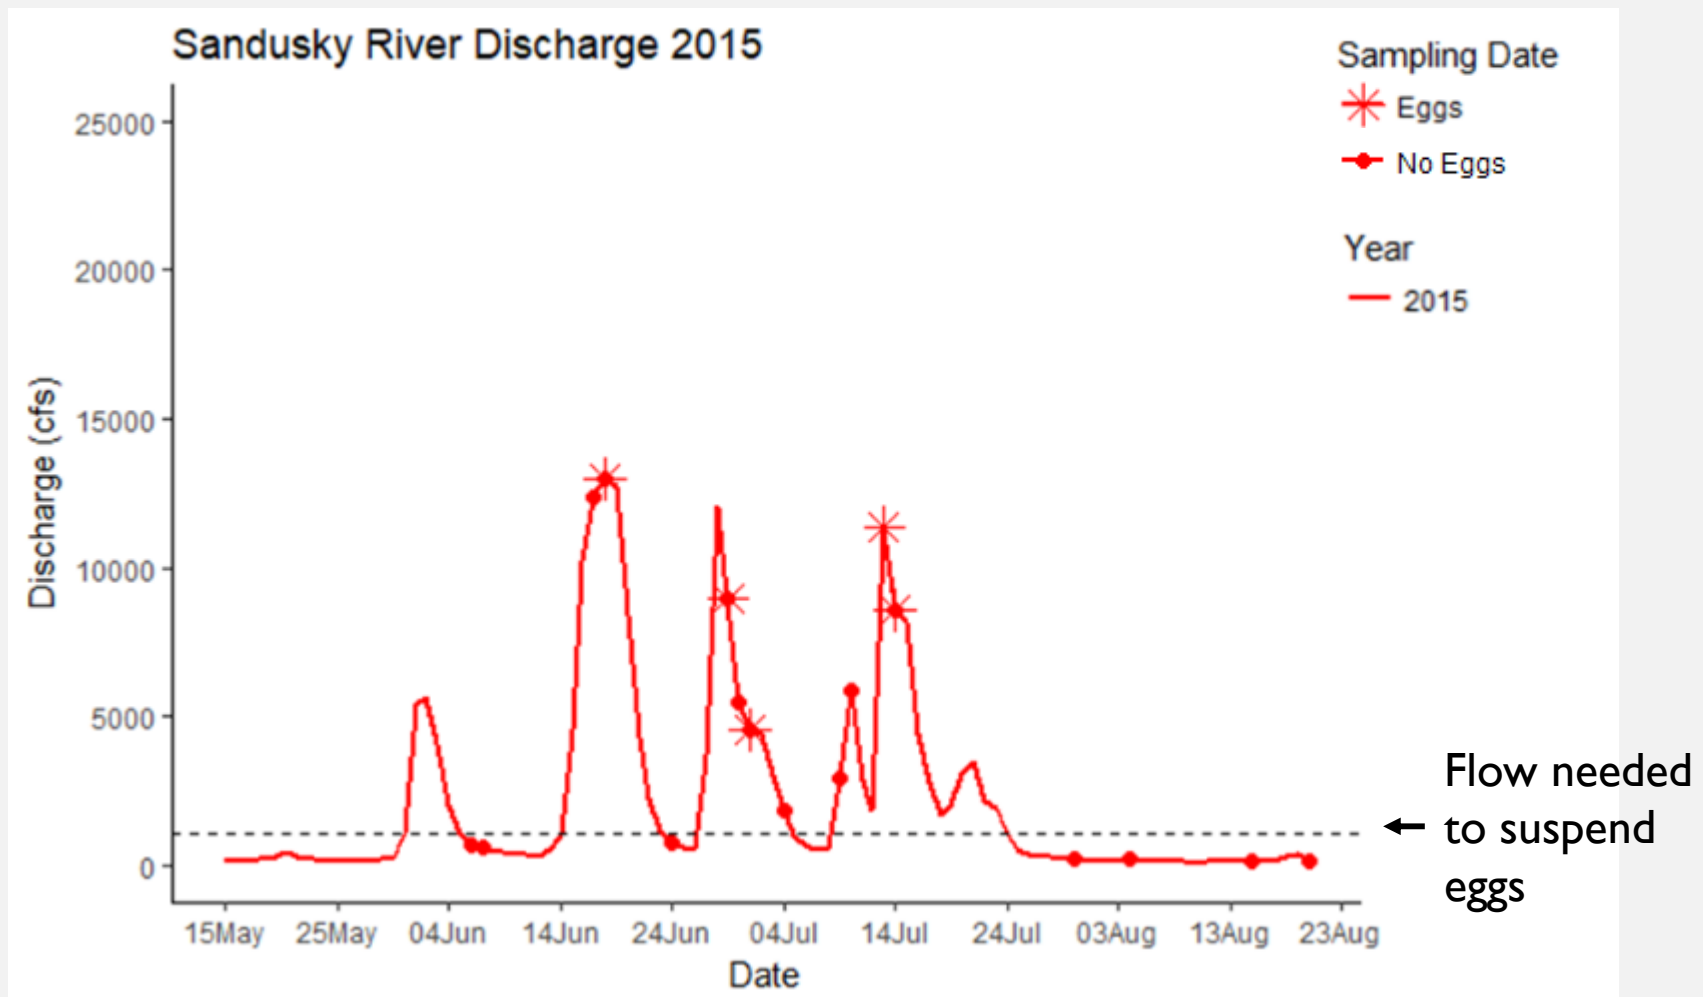 Sandusky River Discharge 2015
Sampling Date
Eggs
No Eggs
Year
2015
Discharge (cfs)
25000
20000
15000
10000
5000
0
Flow needed
to suspend
eggs
15May 25May 04Jun 14Jun 24Jun 04Jul 14Jul 24Jul 03Aug 13Aug 23Aug
Date